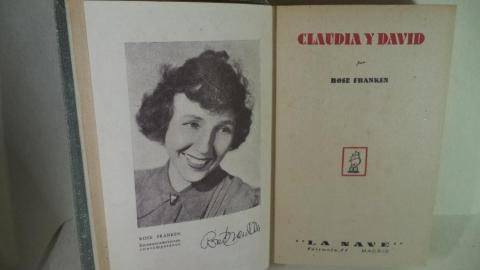 ROSE FRANKEN
CLAUDIA Y DAVID
por
ROSE FRANKEN
"LA NAVE"
MADRID